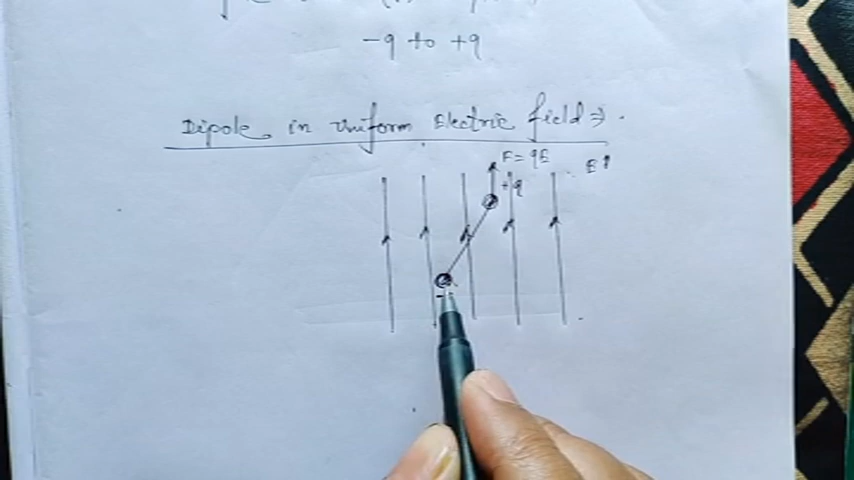 -q to +q
Dipole in uniform Electric field ⇒.
F = qE
E↑
+q